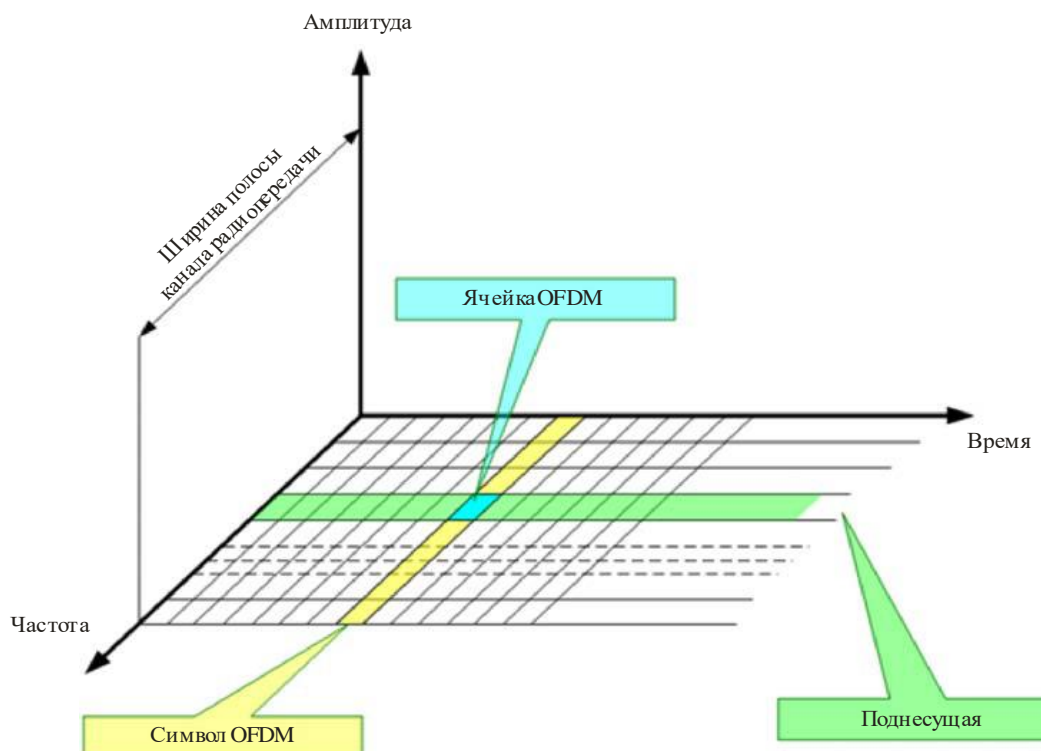 Амплитуда
Ширина полосы
канала радиопередачи
Ячейка OFDM
Время
Частота
Символ OFDM
Поднесущая